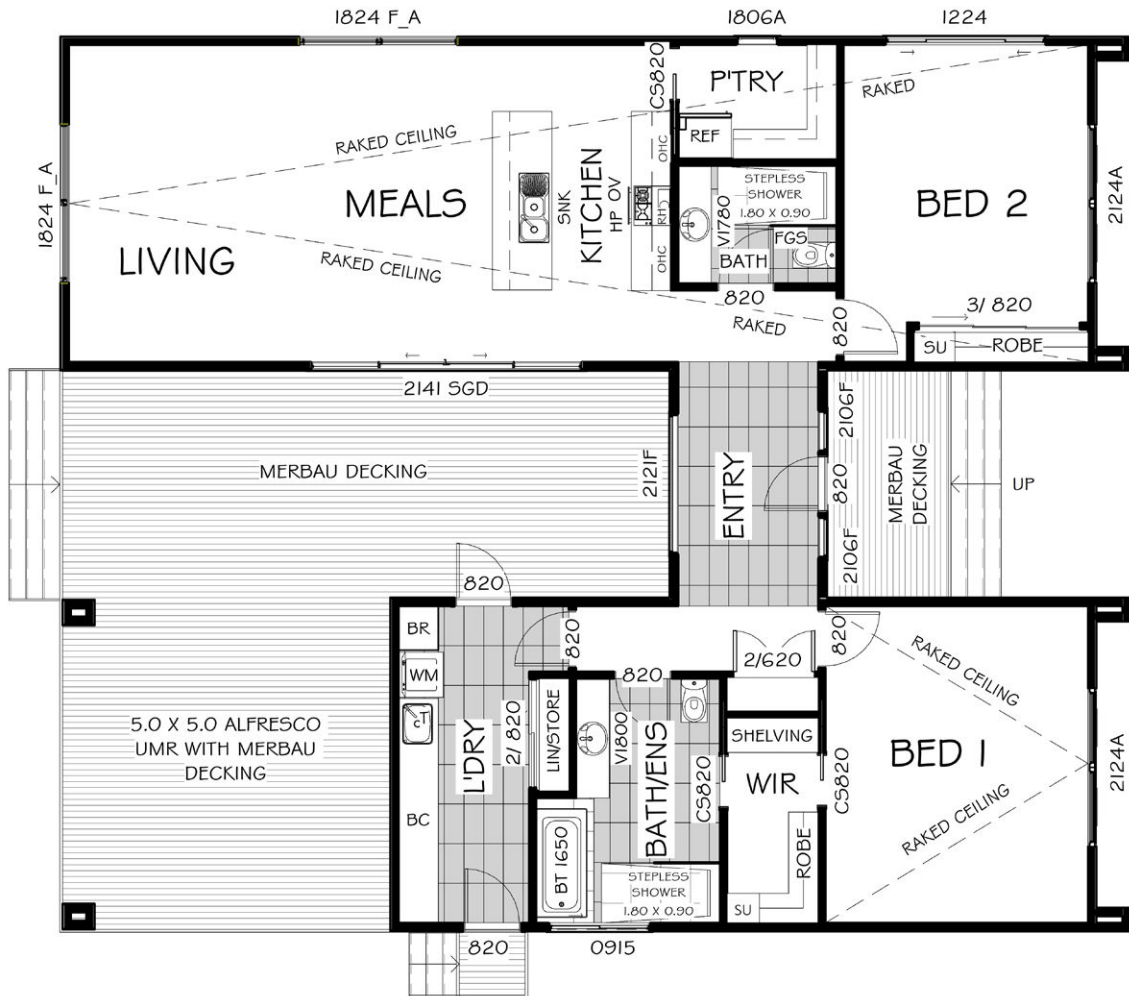 1824 F_A
1806A
1224
1824 F_A
RAKED CEILING
RAKED CEILING
LIVING
MEALS
SNK
KITCHEN
HP OV
OHC
RH
OHC
CS820
P'TRY
REF
RAKED
STEPLESS
SHOWER
1.80 X 0.90
V1780
FGS
BATH
820
RAKED
820
BED 2
2124A
3/ 820
SU
ROBE
2141 SGD
MERBAU DECKING
2121F
ENTRY
2106F
820
2106F
MERBAU
DECKING
UP
820
5.0 X 5.0 ALFRESCO
UMR WITH MERBAU
DECKING
BR
WM
T
BC
L'DRY
820
2/ 820
LIN/STORE
820
V1800
BATH/ENS
BT 1650
STEPLESS
SHOWER
1.80 X 0.90
CS820
2/620
SHELVING
WIR
ROBE
SU
CS820
820
RAKED CEILING
BED 1
RAKED CEILING
2124A
820
0915